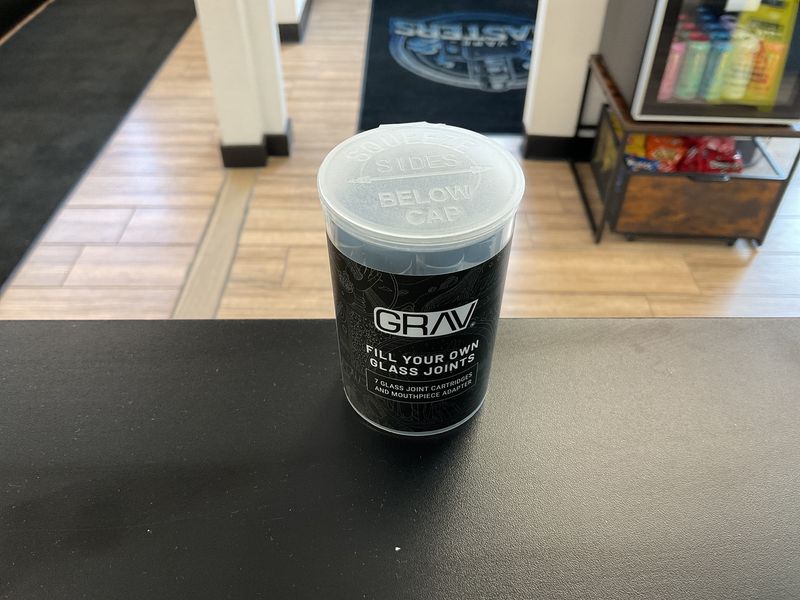 SQUEEZE
SIDES
BELOW
CAP
GRAV
FILL YOUR OWN
GLASS JOINTS
7 GLASS JOINT CARTRIDGES
AND MOUTHPIECE ADAPTER